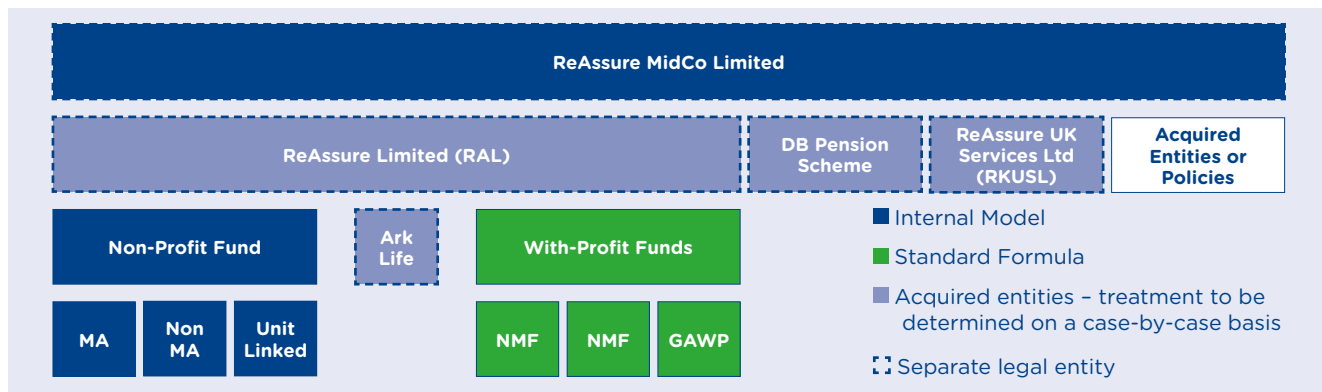 ReAssure MidCo Limited
ReAssure Limited (RAL)
DB Pension
Scheme
ReAssure UK
Services Ltd
(RKUSL)
Acquired
Entities or
Policies
Non-Profit Fund
Ark
Life
With-Profit Funds
MA
Non
MA
Unit
Linked
NMF
NMF
GAWP
Internal Model
Standard Formula
Acquired entities – treatment to be
determined on a case-by-case basis
Separate legal entity